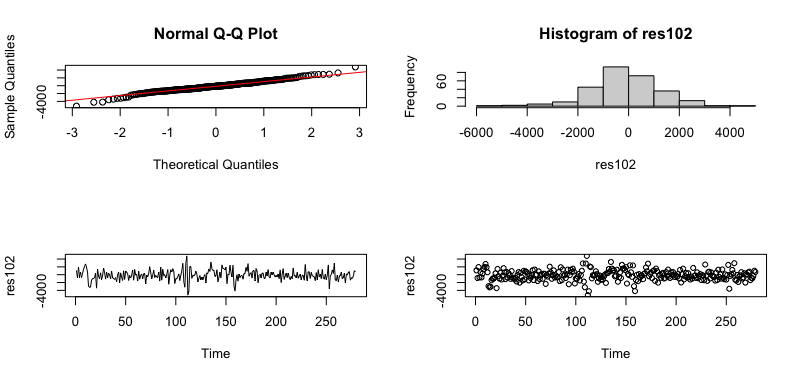 Normal Q-Q Plot
Sample Quantiles
-4000
-3 -2 -1 0 1 2 3
Theoretical Quantiles
Histogram of res102
Frequency
0 60
-6000 -4000 -2000 0 2000 4000
res102
res102
-4000
0 50 100 150 200 250
Time
res102
-4000
0 50 100 150 200 250
Time